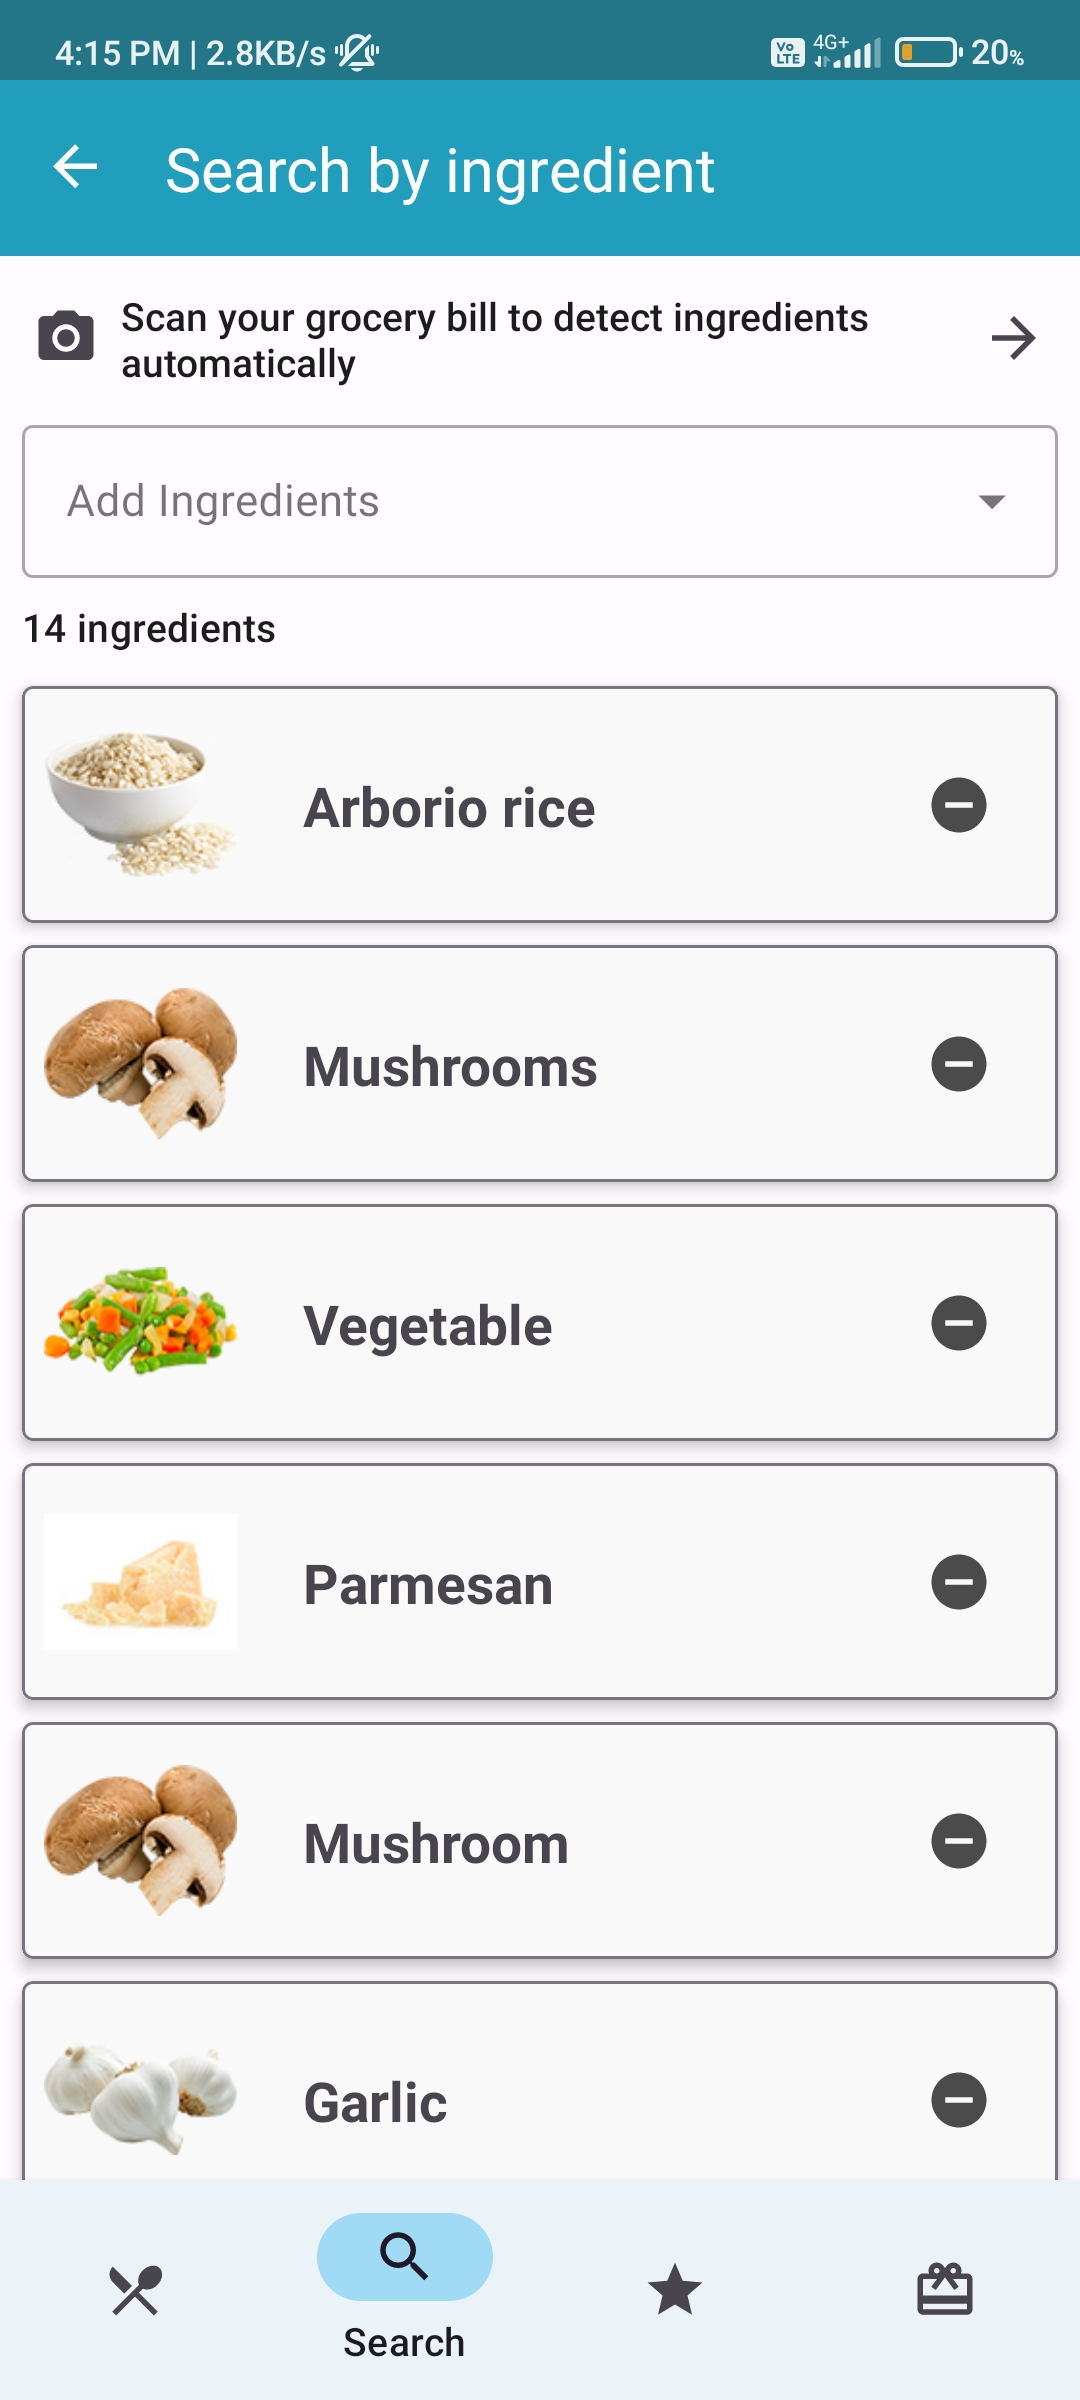 4:15 PM | 2.8KB/s
Vo LTE 4G+ 20%
Search by ingredient
Scan your grocery bill to detect ingredients
automatically
Add Ingredients
14 ingredients
Arborio rice
Mushrooms
Vegetable
Parmesan
Mushroom
Garlic
Search